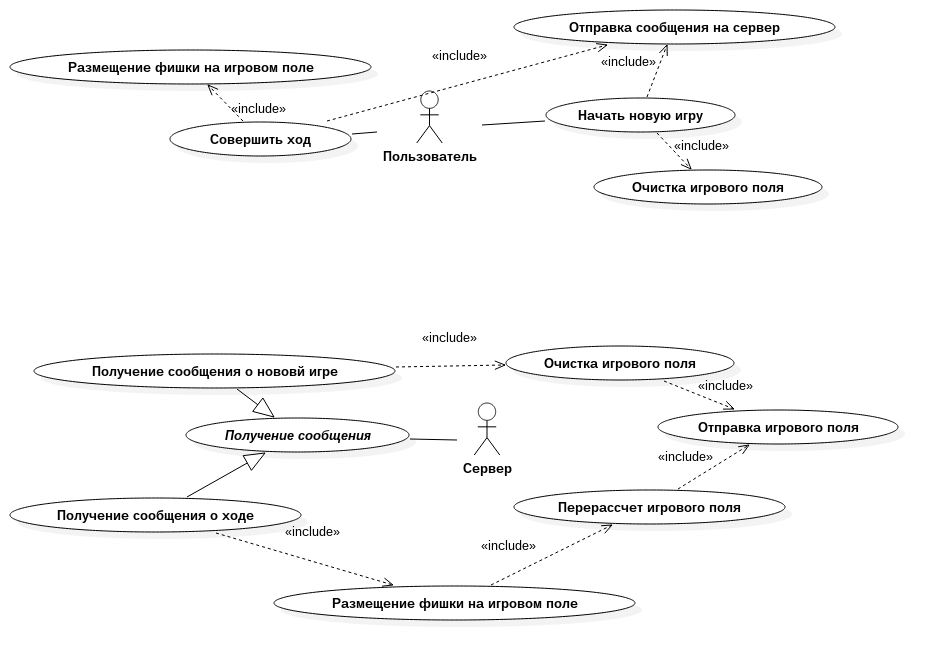 Отправка сообщения на сервер
«include»
«include»
Размещение фишки на игровом поле
«include»
Начать новую игру
Совершить ход
«include»
Пользователь
Очистка игрового поля
«include»
Получение сообщения о нововй игре
Очистка игрового поля
«include»
Получение сообщения
Отправка игрового поля
«include»
Сервер
Получение сообщения о ходе
Перерассчет игрового поля
«include»
«include»
Размещение фишки на игровом поле